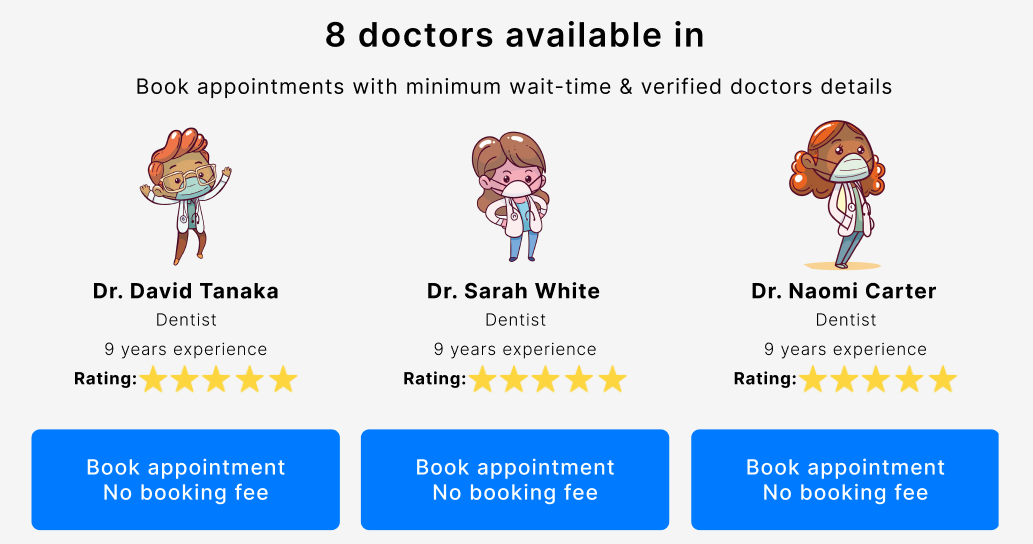 8 doctors available in
Book appointments with minimum wait-time & verified doctors details
Dr. David Tanaka
Dentist
9 years experience
Rating:
Book appointment
No booking fee
Dr. Sarah White
Dentist
9 years experience
Rating:
Book appointment
No booking fee
Dr. Naomi Carter
Dentist
9 years experience
Rating:
Book appointment
No booking fee